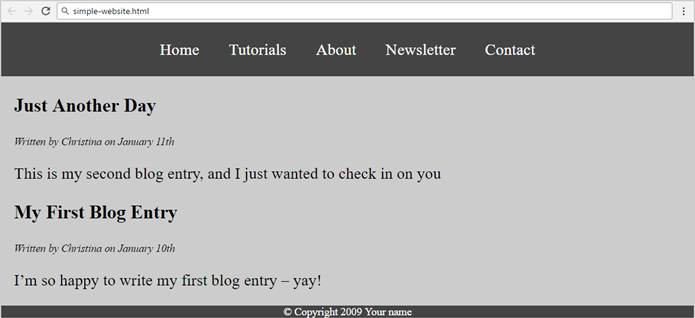 simple-website.html
Home Tutorials About Newsletter Contact
Just Another Day
Written by Christina on January 11th
This is my second blog entry, and I just wanted to check in on you
My First Blog Entry
Written by Christina on January 10th
I’m so happy to write my first blog entry – yay!
© Copyright 2009 Your name